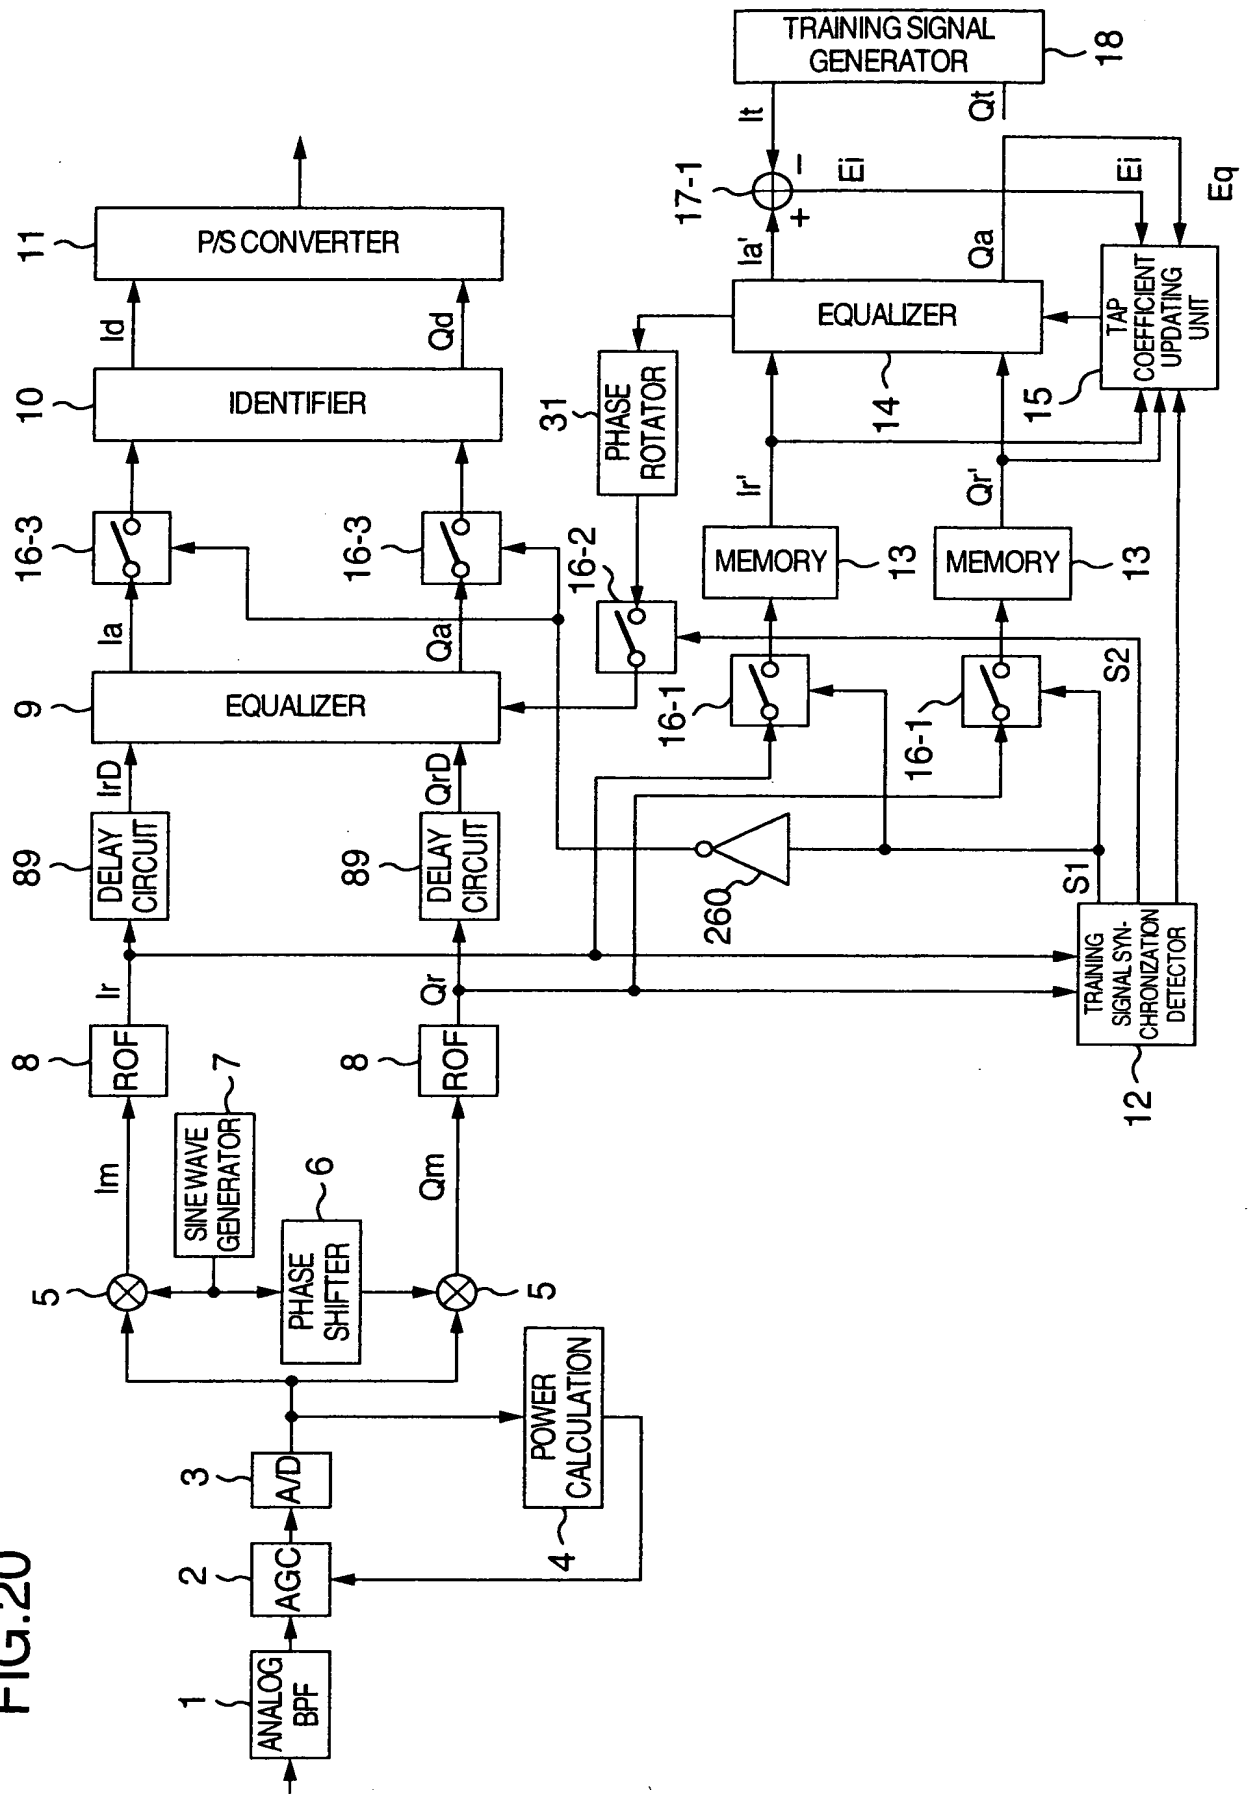 FIG.20
1
ANALOG
BPF
2
AGC
3
A/D
4
POWER
CALCULATION
5
5
6
PHASE
SHIFTER
7
SINEWAVE
GENERATOR
Im
Qm
8
ROF
8
ROF
Ir
Qr
89
DELAY
CIRCUIT
89
DELAY
CIRCUIT
IrD
QrD
9
EQUALIZER
Ia
Qa
16-3
16-3
10
IDENTIFIER
Id
Qd
11
P/S CONVERTER
260
16-2
31
PHASE
ROTATOR
16-1
16-1
MEMORY
13
MEMORY
13
Ir'
Qr'
14
EQUALIZER
Ia'
Qa
17-1
+
−
It
Qt
TRAINING SIGNAL
GENERATOR
18
Ei
Ei
Eq
12
TRAINING
SIGNAL SYN-
CHRONIZATION
DETECTOR
S1
S2
15
TAP
COEFFICIENT
UPDATING
UNIT